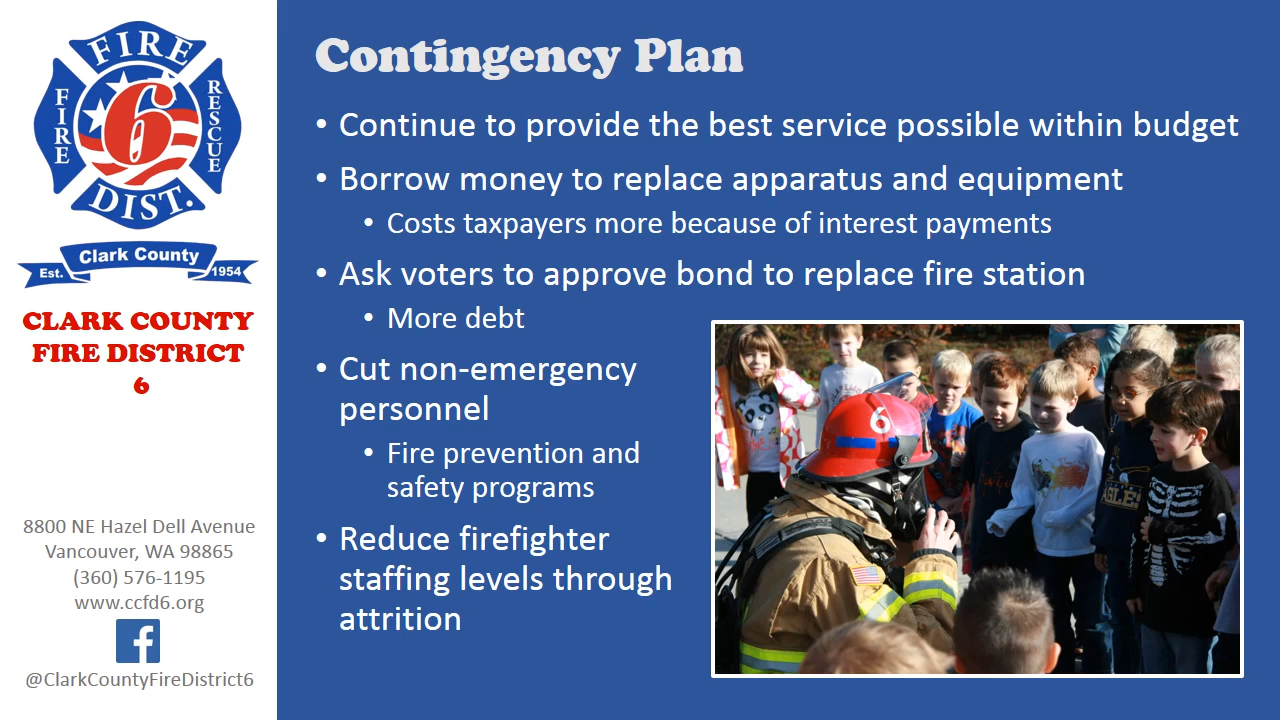 FIRE
FIRE
6
RESCUE
DIST.
Clark County
Est.
1954
CLARK COUNTY
FIRE DISTRICT
6
8800 NE Hazel Dell Avenue
Vancouver, WA 98865
(360) 576-1195
www.ccfd6.org
f
@ClarkCountyFireDistrict6
Contingency Plan
• Continue to provide the best service possible within budget
• Borrow money to replace apparatus and equipment
• Costs taxpayers more because of interest payments
• Ask voters to approve bond to replace fire station
• More debt
• Cut non-emergency
personnel
• Fire prevention and
safety programs
• Reduce firefighter
staffing levels through
attrition
6
EAGLES